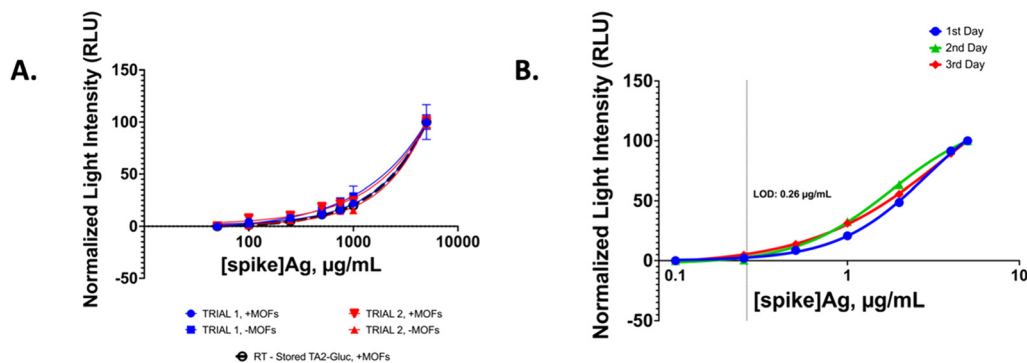 A.
Normalized Light Intensity (RLU)
150
100
50
0
-50
100
1000
10000
[spike]Ag, µg/mL
TRIAL 1, +MOFs
TRIAL 2, +MOFs
TRIAL 1, -MOFs
TRIAL 2, -MOFs
RT - Stored TA2-Gluc, +MOFs
B.
1st Day
2nd Day
3rd Day
Normalized Light Intensity (RLU)
150
100
50
0
-50
LOD: 0.26 µg/mL
0.1
1
10
[spike]Ag, µg/mL